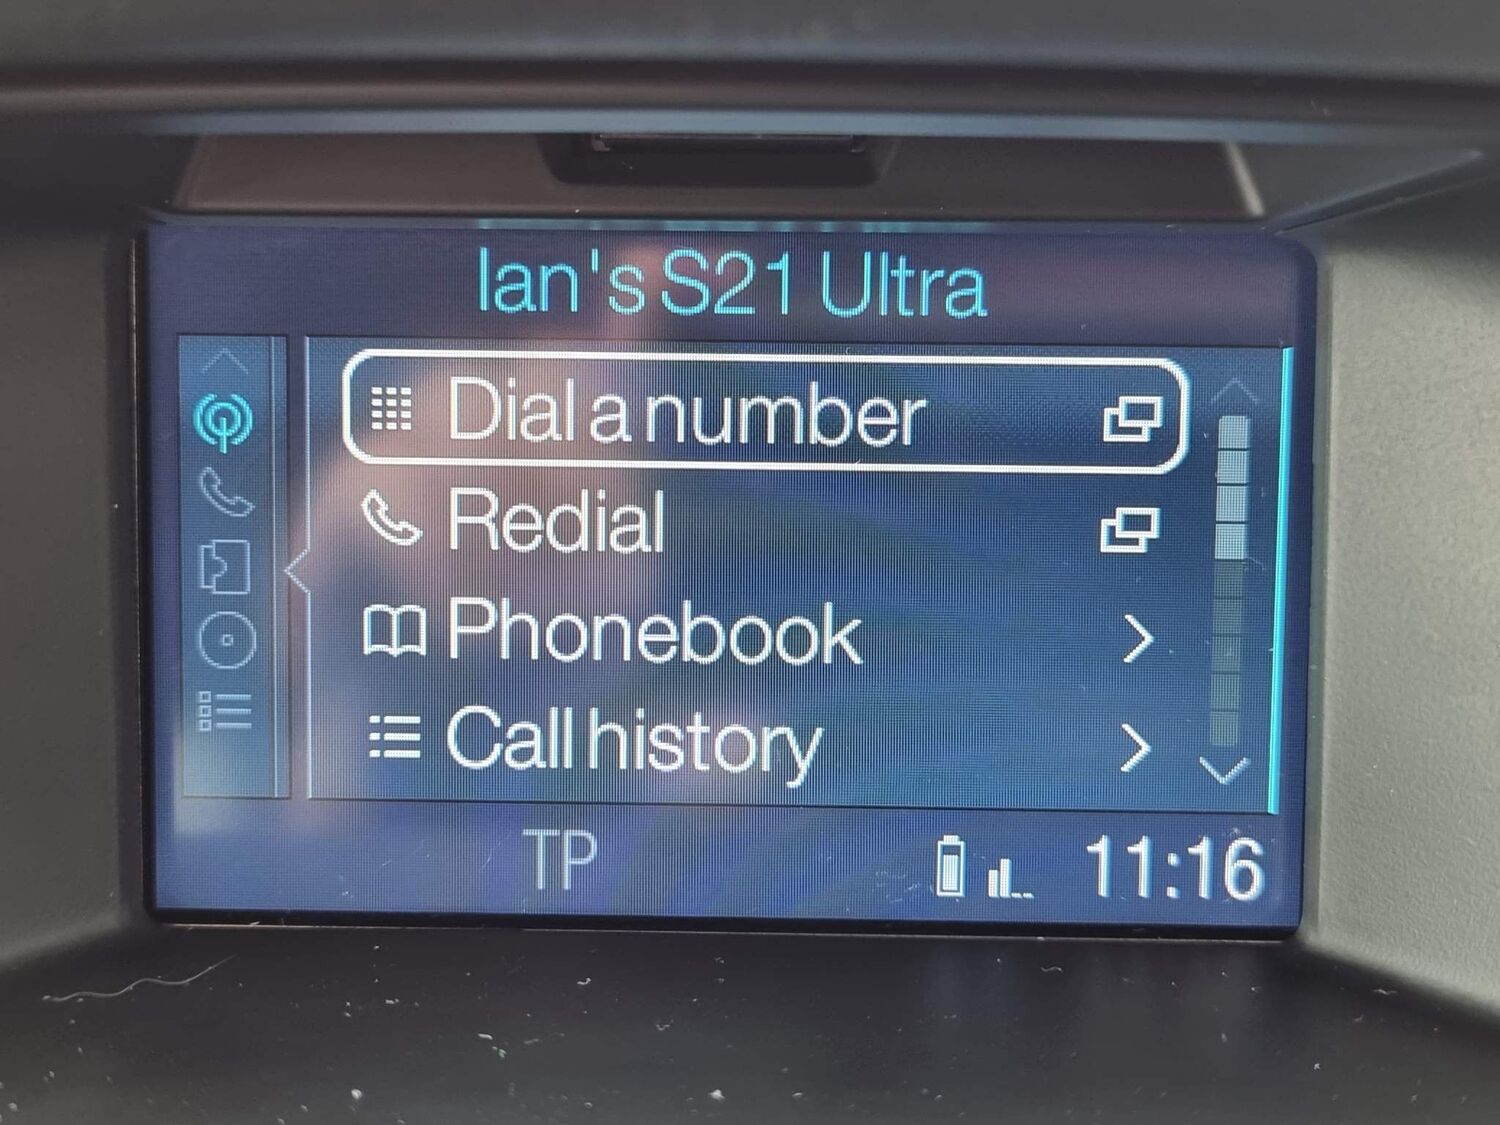 Ian's S21 Ultra
Dial a number
Redial
Phonebook
Call history
TP
11:16